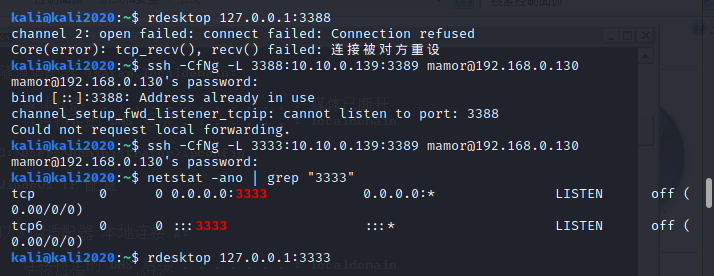 kali@kali2020:~$ rdesktop 127.0.0.1:3388
channel 2: open failed: connect failed: Connection refused
Core(error): tcp_recv(), recv() failed: 连接被对方重设
kali@kali2020:~$ ssh -CfNg -L 3388:10.10.0.139:3389 mamor@192.168.0.130
mamor@192.168.0.130's password:
bind [::]:3388: Address already in use
channel_setup_fwd_listener_tcpip: cannot listen to port: 3388
Could not request local forwarding.
kali@kali2020:~$ ssh -CfNg -L 3333:10.10.0.139:3389 mamor@192.168.0.130
mamor@192.168.0.130's password:
kali@kali2020:~$ netstat -ano | grep "3333"
tcp 0 0 0.0.0.0:3333 0.0.0.0:* LISTEN off (
0.00/0/0)
tcp6 0 0 :::3333 :::* LISTEN off (
0.00/0/0)
kali@kali2020:~$ rdesktop 127.0.0.1:3333